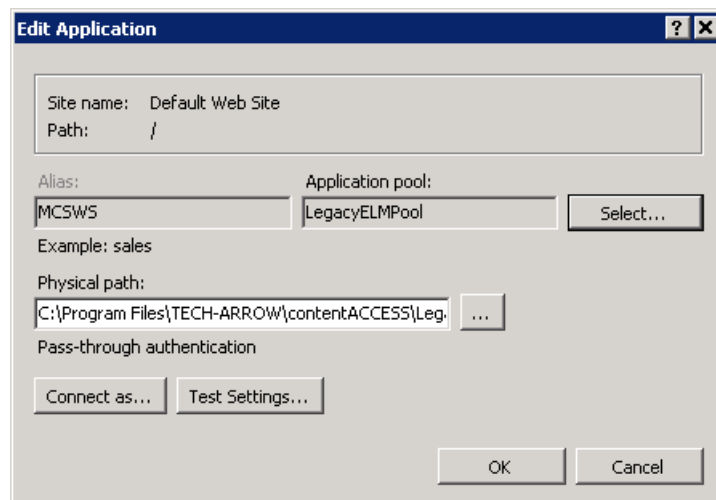 Edit Application
Site name: Default Web Site
Path: /
Alias: Application pool:
MCSWS LegacyELMPool Select...
Example: sales
Physical path:
C:\Program Files\TECH-ARROW\contentACCESS\Leg ...
Pass-through authentication
Connect as... Test Settings...
OK Cancel